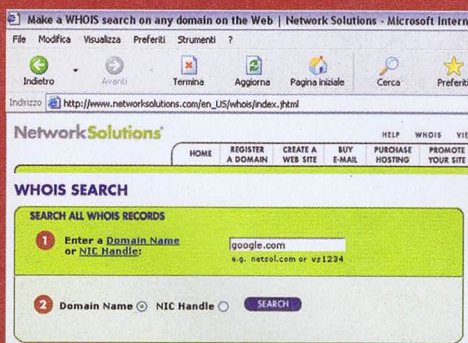 Make a WHOIS search on any domain on the Web | Network Solutions - Microsoft Intern
File Modifica Visualizza Preferiti Strumenti ?
Indietro Avanti Termina Aggiorna Pagina iniziale Cerca Preferiti
Indirizzo http://www.networksolutions.com/en_US/whois/index.jhtml
NetworkSolutions
HELP WHOIS VIE
HOME REGISTER A DOMAIN CREATE A WEB SITE BUY E-MAIL PURCHASE HOSTING PROMOTE YOUR SITE
WHOIS SEARCH
SEARCH ALL WHOIS RECORDS
1 Enter a Domain Name google.com
or NIC Handle: e.g. netsol.com or vs1234
2 Domain Name NIC Handle SEARCH